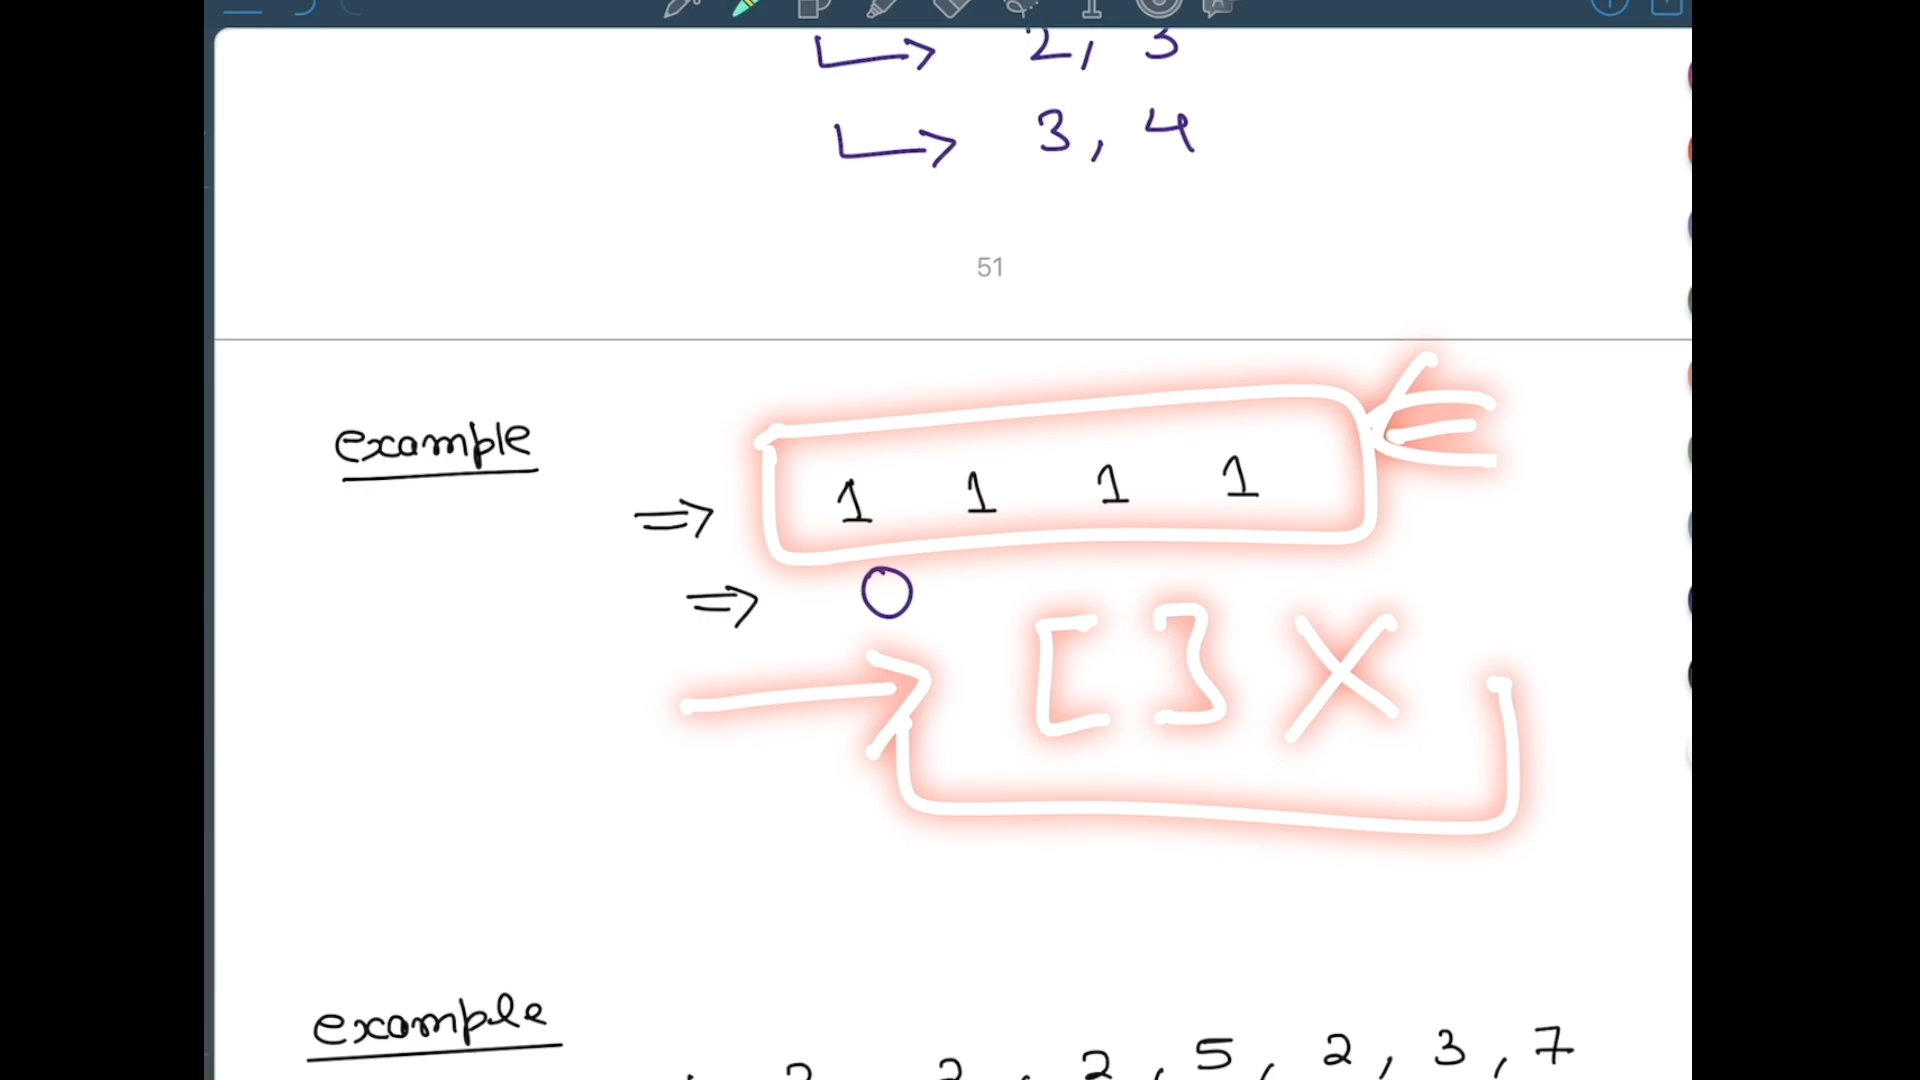 2, 3
3, 4
51
example
⇒ 1 1 1 1
⇒ 0
→ [ ] X
example
2, 5, 2, 3, 7